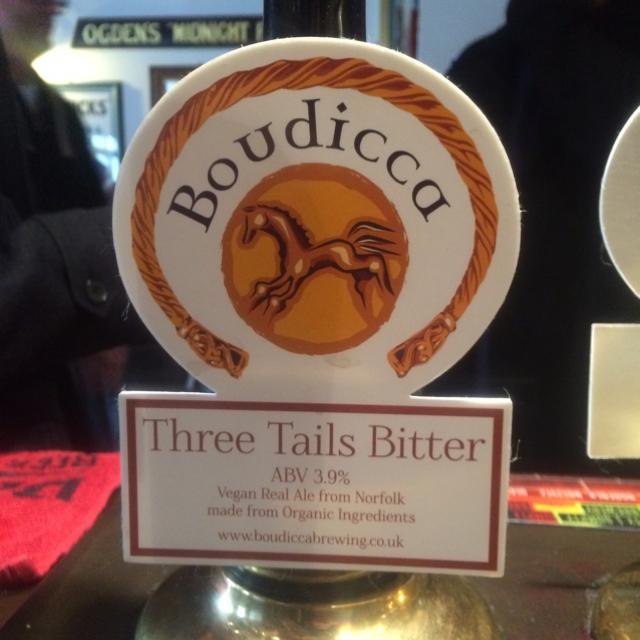 OGDENS "MIDNIGHT
Boudicca
Three Tails Bitter
ABV 3.9%
Vegan Real Ale from Norfolk
made from Organic Ingredients
www.boudiccabrewing.co.uk